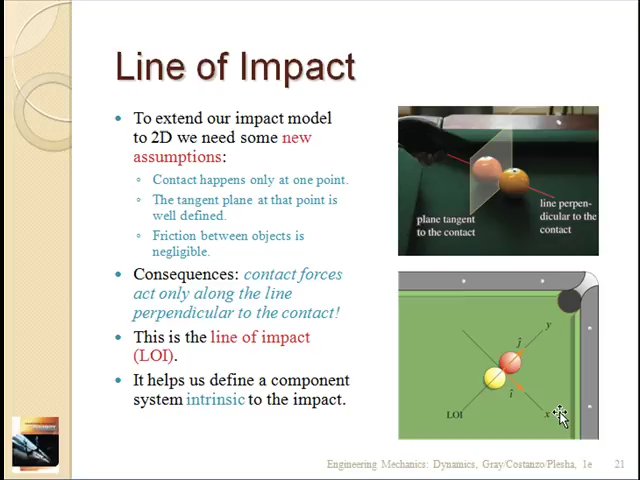 Line of Impact
To extend our impact model
to 2D we need some new
assumptions:
Contact happens only at one point.
The tangent plane at that point is
well defined.
Friction between objects is
negligible.
Consequences: contact forces
act only along the line
perpendicular to the contact!
This is the line of impact
(LOI).
It helps us define a component
system intrinsic to the impact.
plane tangent
to the contact
line perpen-
dicular to the
contact
y
ĵ
î
LOI
x
Engineering Mechanics: Dynamics, Gray/Costanzo/Plesha, 1e
21